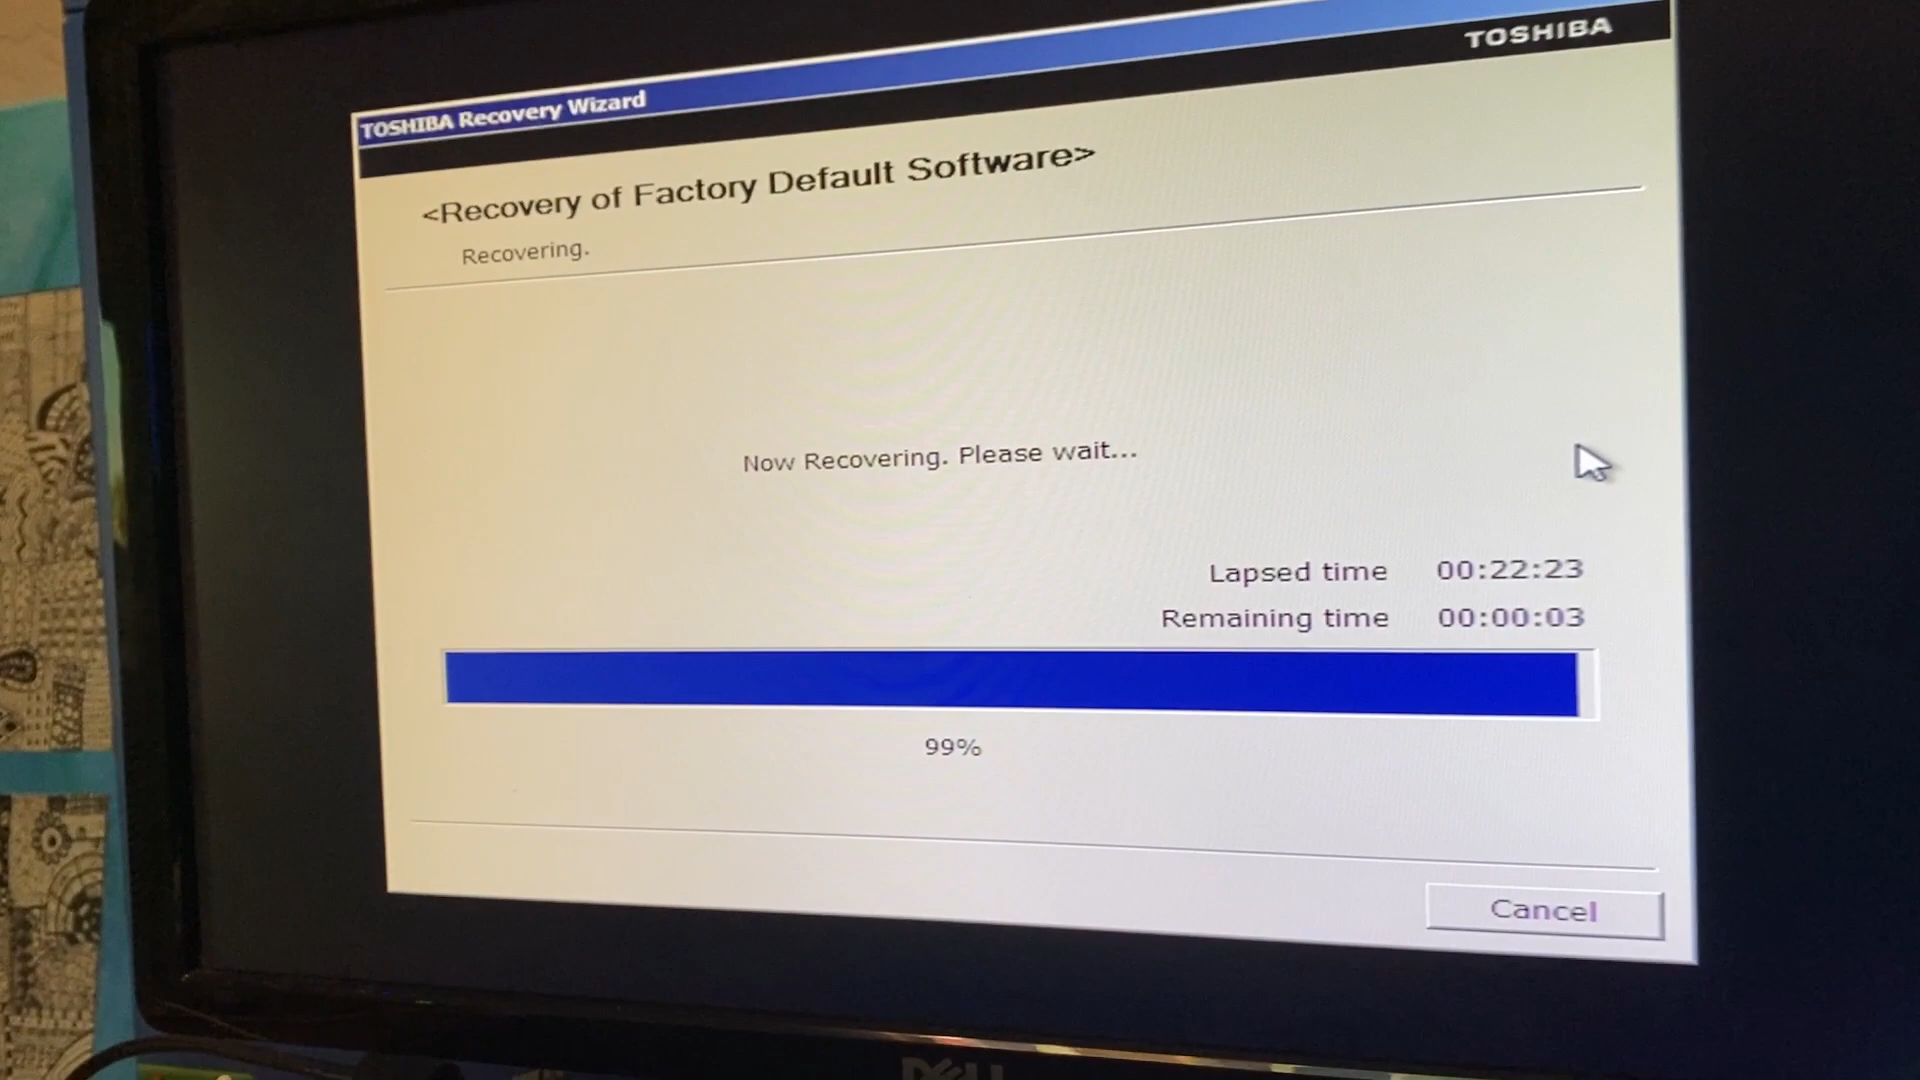 TOSHIBA
TOSHIBA Recovery Wizard
<Recovery of Factory Default Software>
Recovering.
Now Recovering. Please wait...
Lapsed time 00:22:23
Remaining time 00:00:03
99%
Cancel
DELL